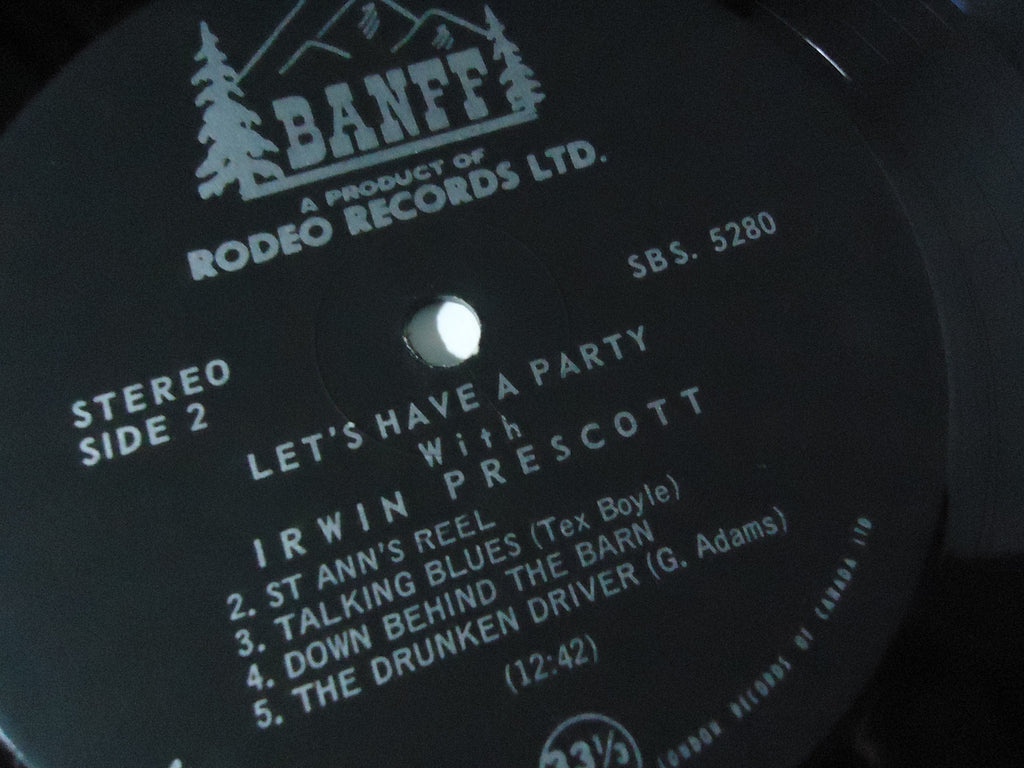 BANFF
A PRODUCT OF
RODEO RECORDS LTD.
SBS. 5280
STEREO
SIDE 2
LET'S HAVE A PARTY
With
IRWIN PRESCOTT
2. ST ANN'S REEL
3. TALKING BLUES (Tex Boyle)
4. DOWN BEHIND THE BARN
5. THE DRUNKEN DRIVER (G. Adams)
(12:42)
33 1/3
LONDON RECORDS OF CANADA LTD